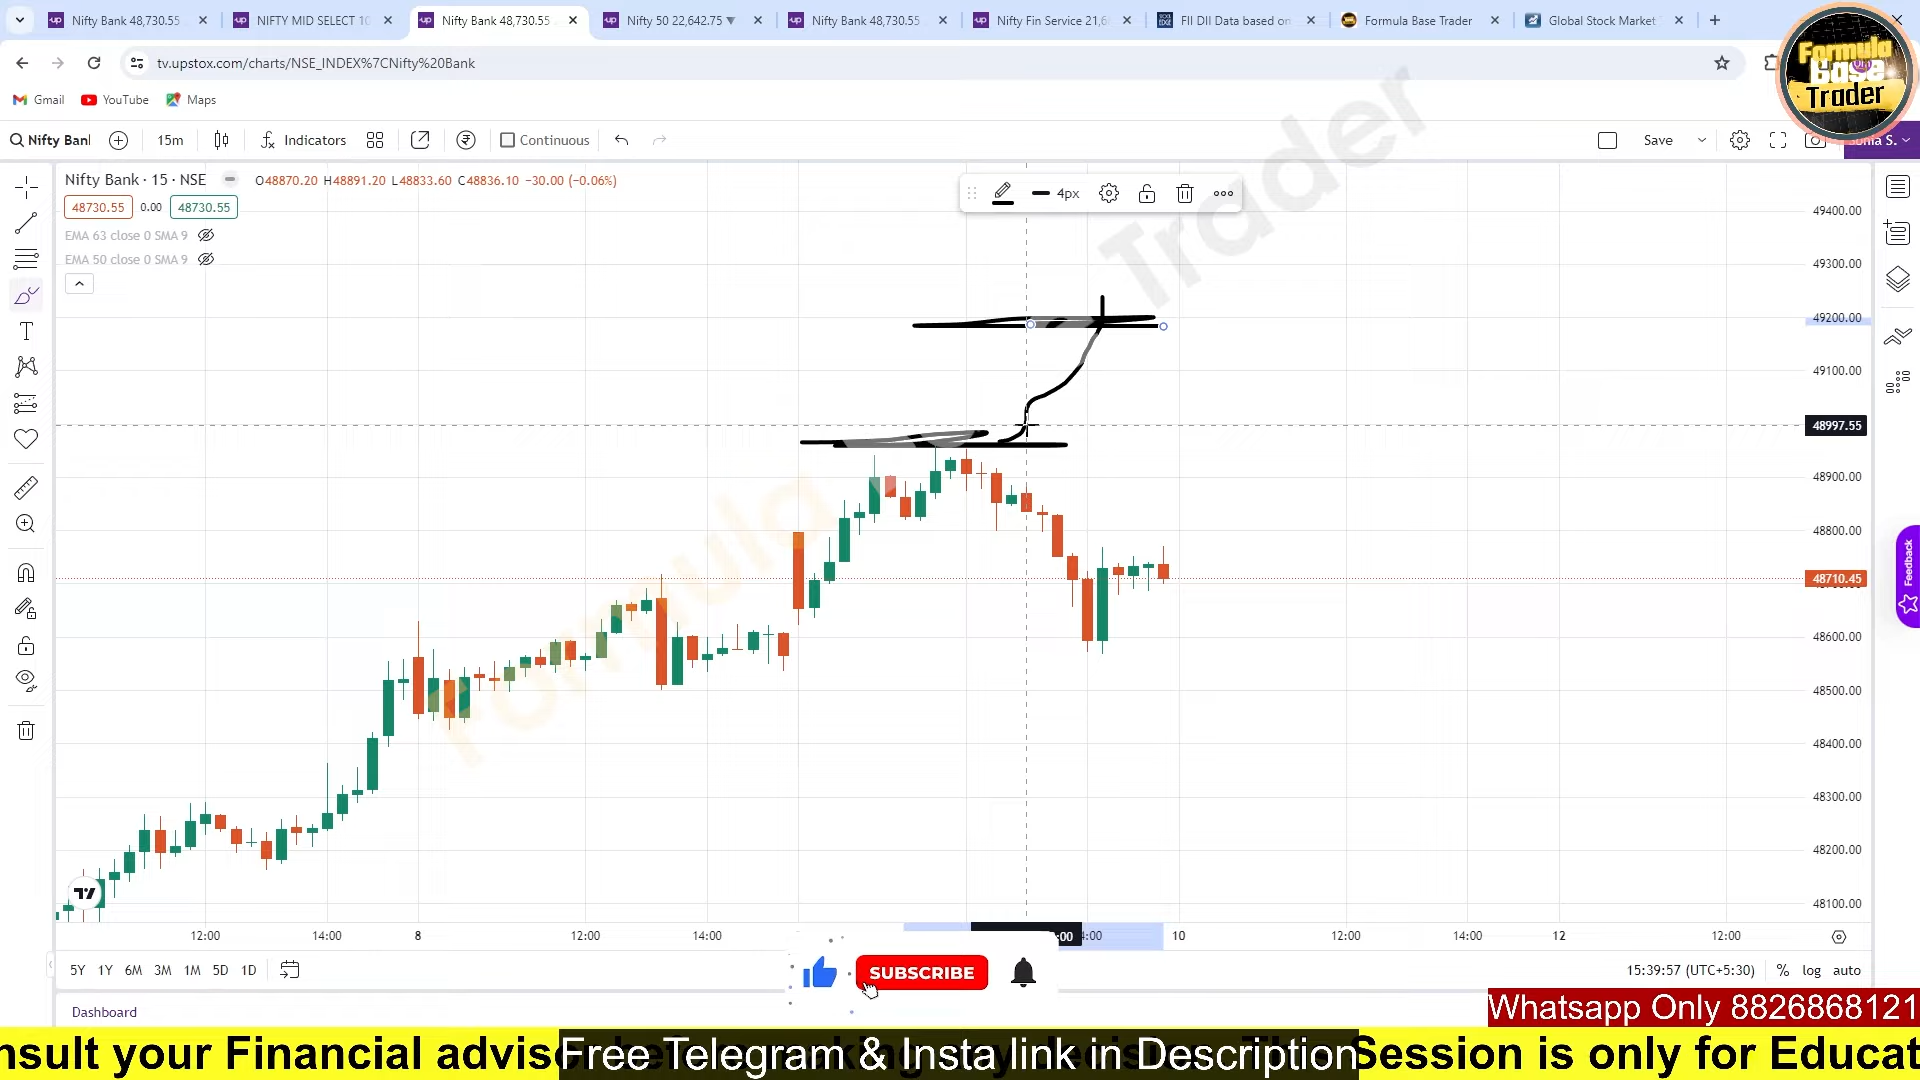 Nifty Bank 48,730.55
NIFTY MID SELECT 10
Nifty Bank 48,730.55
Nifty 50 22,642.75 ▼
Nifty Bank 48,730.55
Nifty Fin Service 21,6
FII DII Data based on
Formula Base Trader
Global Stock Market
tv.upstox.com/charts/NSE_INDEX%7CNifty%20Bank
Gmail
YouTube
Maps
Formula
Base
Trader
Nifty Banl
15m
Indicators
Continuous
Save
onia S.
Nifty Bank · 15 · NSE
O48870.20 H48891.20 L48833.60 C48836.10 −30.00 (−0.06%)
48730.55
0.00
48730.55
EMA 63 close 0 SMA 9
EMA 50 close 0 SMA 9
4px
Formula
Trader
49400.00
49300.00
49200.00
49100.00
48997.55
48900.00
48800.00
48710.45
48600.00
48500.00
48400.00
48300.00
48200.00
48100.00
Feedback
12:00
14:00
8
12:00
14:00
:00
4:00
10
12:00
14:00
12
12:00
5Y
1Y
6M
3M
1M
5D
1D
15:39:57 (UTC+5:30)
%
log
auto
SUBSCRIBE
Dashboard
Whatsapp Only 8826868121
nsult your Financial advis
Free Telegram & Insta link in Description
Session is only for Educat